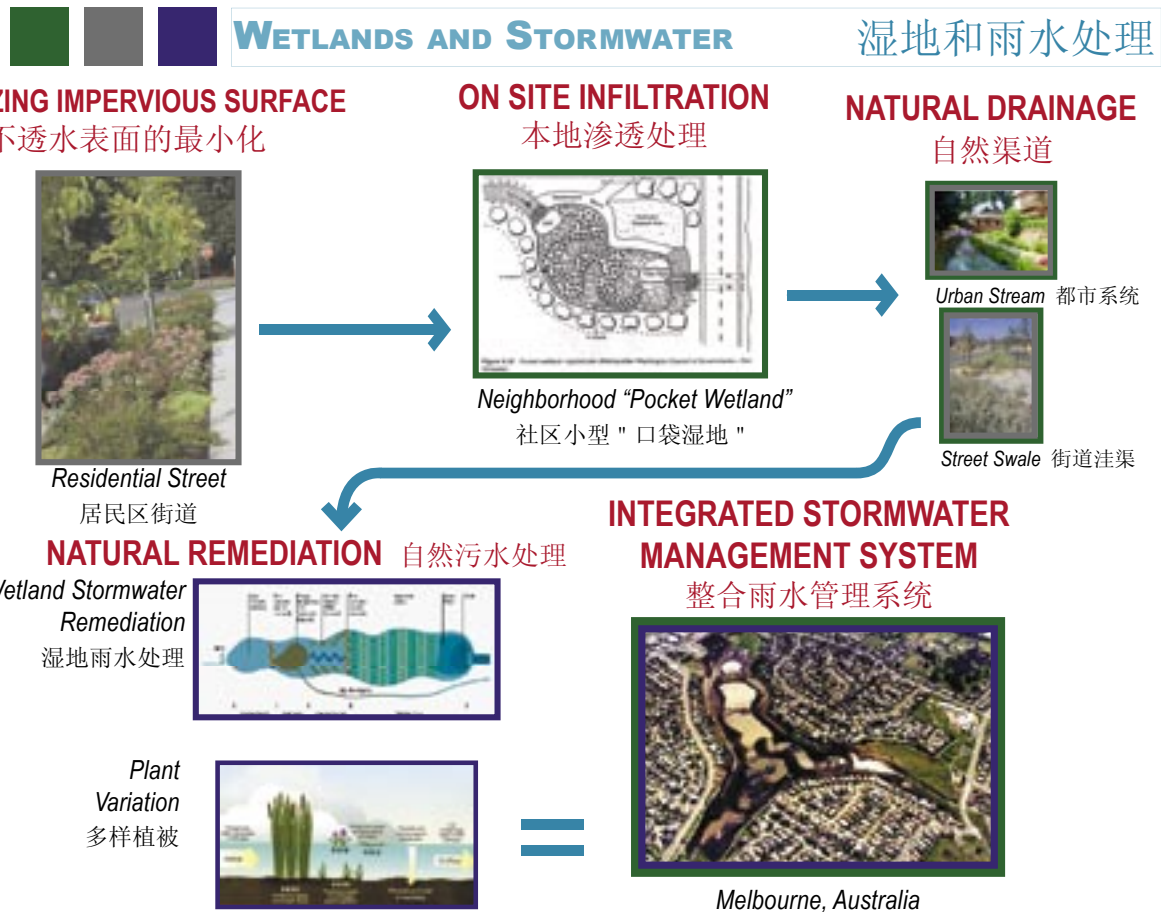 WETLANDS AND STORMWATER 湿地和雨水处理
ZING IMPERVIOUS SURFACE
不透水表面的最小化
ON SITE INFILTRATION
本地渗透处理
NATURAL DRAINAGE
自然渠道
Urban Stream 都市系统
Neighborhood “Pocket Wetland”
社区小型 " 口袋湿地 "
Street Swale 街道洼渠
Residential Street
居民区街道
NATURAL REMEDIATION 自然污水处理
Wetland Stormwater
Remediation
湿地雨水处理
INTEGRATED STORMWATER
MANAGEMENT SYSTEM
整合雨水管理系统
Plant
Variation
多样植被
Melbourne, Australia